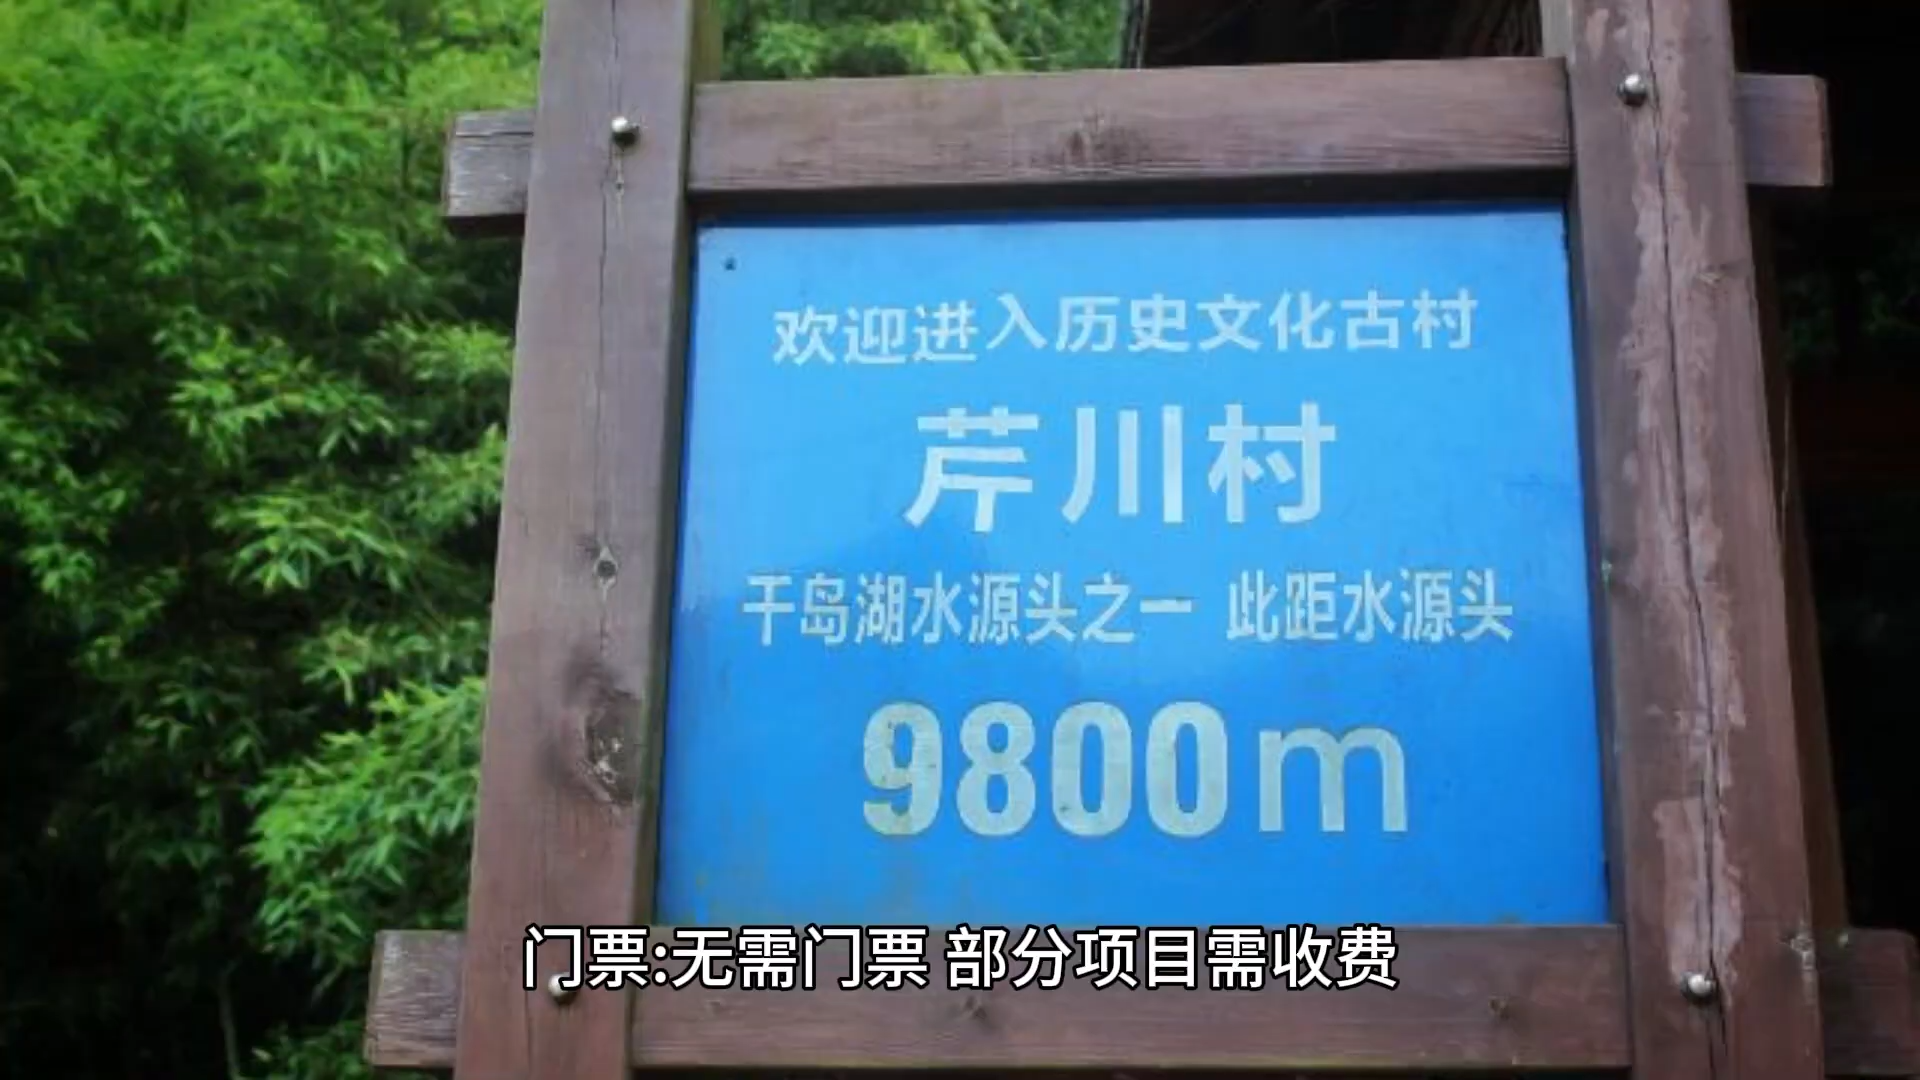 欢迎进入历史文化古村
芹川村
千岛湖水源头之一 此距水源头
9800m
门票:无需门票 部分项目需收费